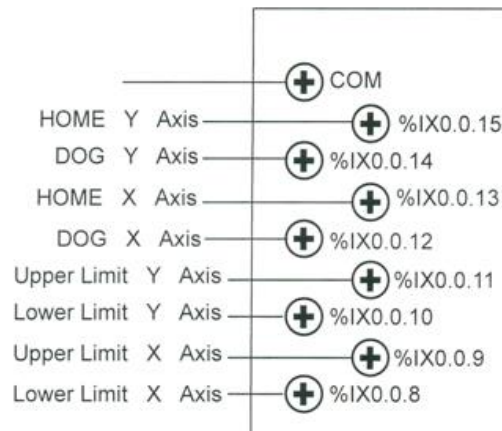 COM
HOME Y Axis %IX0.0.15
DOG Y Axis %IX0.0.14
HOME X Axis %IX0.0.13
DOG X Axis %IX0.0.12
Upper Limit Y Axis %IX0.0.11
Lower Limit Y Axis %IX0.0.10
Upper Limit X Axis %IX0.0.9
Lower Limit X Axis %IX0.0.8